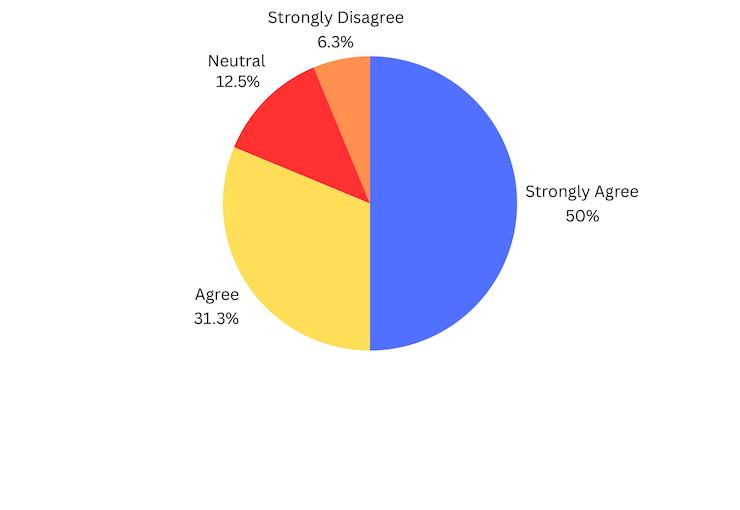 Strongly Disagree
6.3%
Neutral
12.5%
Strongly Agree
50%
Agree
31.3%